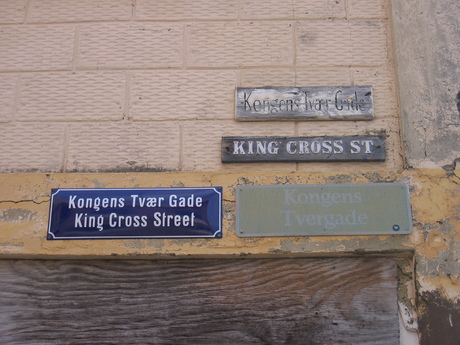 Kongens Tvær Gade
KING CROSS ST
Kongens Tvær Gade
King Cross Street
Kongens
Tvergade